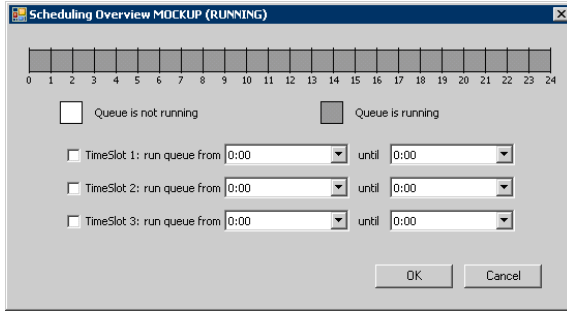 Scheduling Overview MOCKUP (RUNNING)
0 1 2 3 4 5 6 7 8 9 10 11 12 13 14 15 16 17 18 19 20 21 22 23 24
Queue is not running Queue is running
TimeSlot 1: run queue from 0:00 until 0:00
TimeSlot 2: run queue from 0:00 until 0:00
TimeSlot 3: run queue from 0:00 until 0:00
OK Cancel